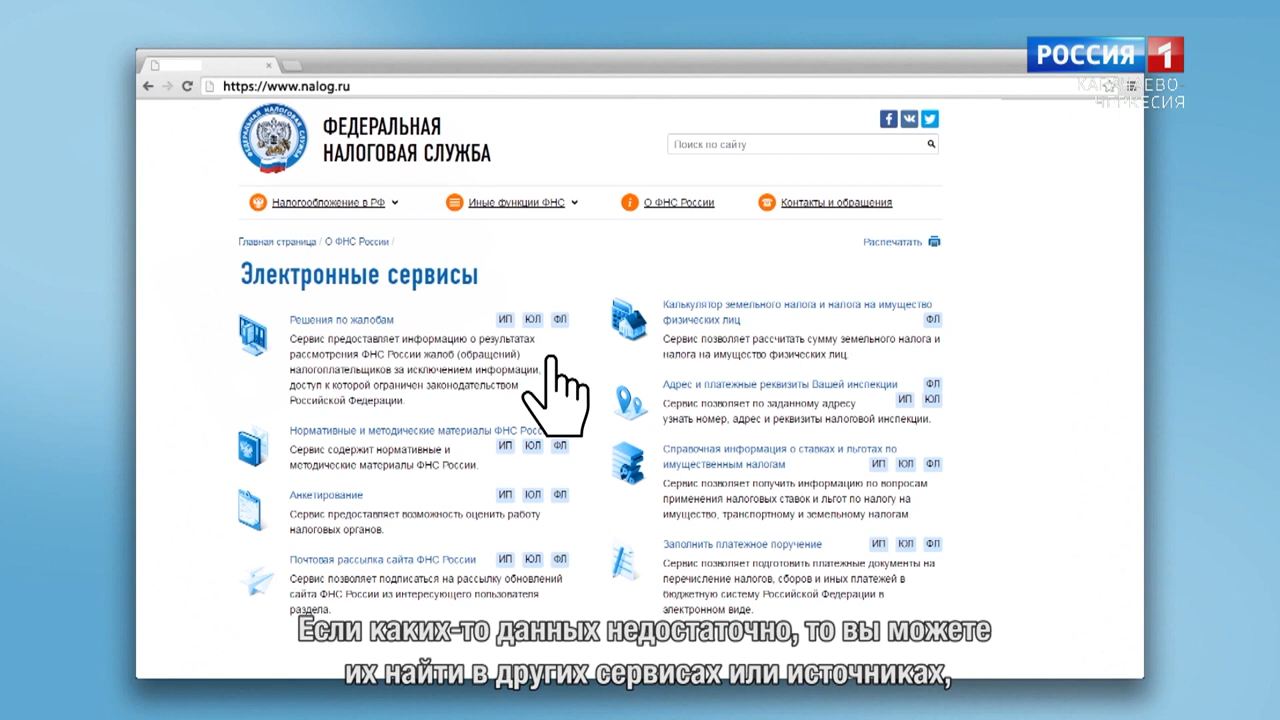 РОССИЯ 1
КАРАЧАЕВО-
ЧЕРКЕСИЯ
https://www.nalog.ru
ФЕДЕРАЛЬНАЯ НАЛОГОВАЯ СЛУЖБА
ФЕДЕРАЛЬНАЯ
НАЛОГОВАЯ СЛУЖБА
Поиск по сайту
Налогообложение в РФ
Иные функции ФНС
О ФНС России
Контакты и обращения
Главная страница / О ФНС России /
Распечатать
Электронные сервисы
Решения по жалобам ИП ЮЛ ФЛ
Сервис предоставляет информацию о результатах
рассмотрения ФНС России жалоб (обращений)
налогоплательщиков за исключением информации,
доступ к которой ограничен законодательством
Российской Федерации.
Нормативные и методические материалы ФНС
ИП ЮЛ ФЛ
Сервис содержит нормативные и
методические материалы ФНС России.
Анкетирование ИП ЮЛ ФЛ
Сервис предоставляет возможность оценить работу
налоговых органов.
Почтовая рассылка сайта ФНС России ИП ЮЛ ФЛ
Сервис позволяет подписаться на рассылку обновлений
сайта ФНС России из интересующего пользователя
раздела.
Калькулятор земельного налога и налога на имущество
физических лиц ФЛ
Сервис позволяет рассчитать сумму земельного налога и
налога на имущество физических лиц.
Адрес и платежные реквизиты Вашей инспекции ФЛ
Сервис позволяет по заданному адресу ИП ЮЛ
узнать номер, адрес и реквизиты налоговой инспекции.
Справочная информация о ставках и льготах по
имущественным налогам ИП ЮЛ ФЛ
Сервис позволяет получить информацию по вопросам
применения налоговых ставок и льгот по налогу на
имущество, транспортному и земельному налогам
Заполнить платежное поручение ИП ЮЛ ФЛ
Сервис позволяет подготовить платежные документы на
перечисление налогов, сборов и иных платежей в
бюджетную систему Российской Федерации в
электронном виде.
Если каких-то данных недостаточно, то вы можете
их найти в других сервисах или источниках,